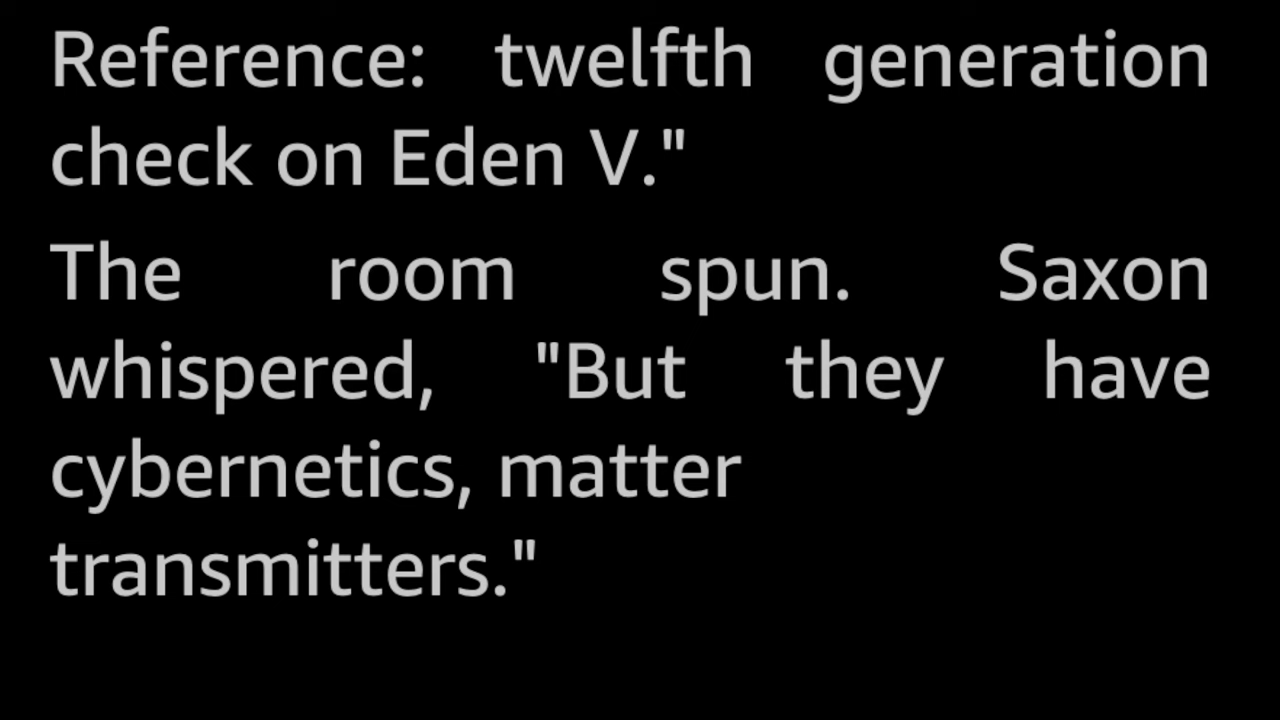 Reference: twelfth generation
check on Eden V."
The room spun. Saxon
whispered, "But they have
cybernetics, matter
transmitters."